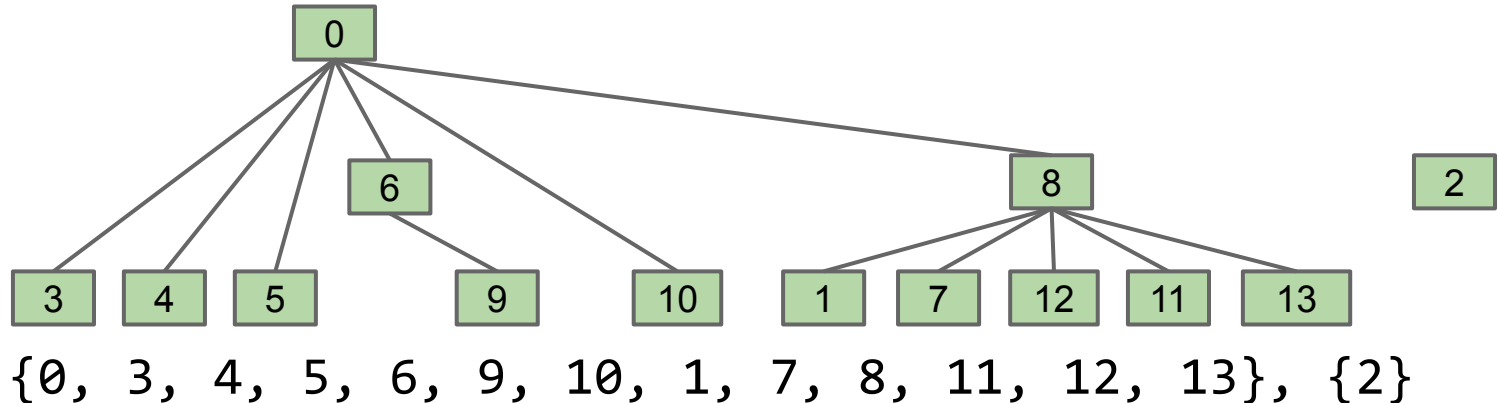 0
6 8 2
3 4 5 9 10 1 7 12 11 13
{0, 3, 4, 5, 6, 9, 10, 1, 7, 8, 11, 12, 13}, {2}